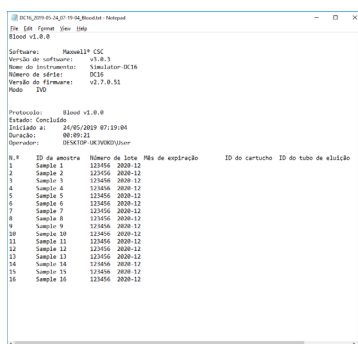 DC16_2019-05-24_07-19-04_Blood.txt - Notepad
File Edit Format View Help
Blood v1.0.0
Software: Maxwell® CSC
Versão de software: v3.0.3
Nome do instrumento: Simulator-DC16
Número de série: DC16
Versão do firmware: v2.7.0.51
Modo IVD
Protocolo: Blood v1.0.0
Estado: Concluído
Iniciado a: 24/05/2019 07:19:04
Duração: 00:09:21
Operador: DESKTOP-UKJVOKD\User
N.º ID da amostra Número de lote Mês de expiração ID do cartucho ID do tubo de eluição
1 Sample 1 123456 2020-12
2 Sample 2 123456 2020-12
3 Sample 3 123456 2020-12
4 Sample 4 123456 2020-12
5 Sample 5 123456 2020-12
6 Sample 6 123456 2020-12
7 Sample 7 123456 2020-12
8 Sample 8 123456 2020-12
9 Sample 9 123456 2020-12
10 Sample 10 123456 2020-12
11 Sample 11 123456 2020-12
12 Sample 12 123456 2020-12
13 Sample 13 123456 2020-12
14 Sample 14 123456 2020-12
15 Sample 15 123456 2020-12
16 Sample 16 123456 2020-12